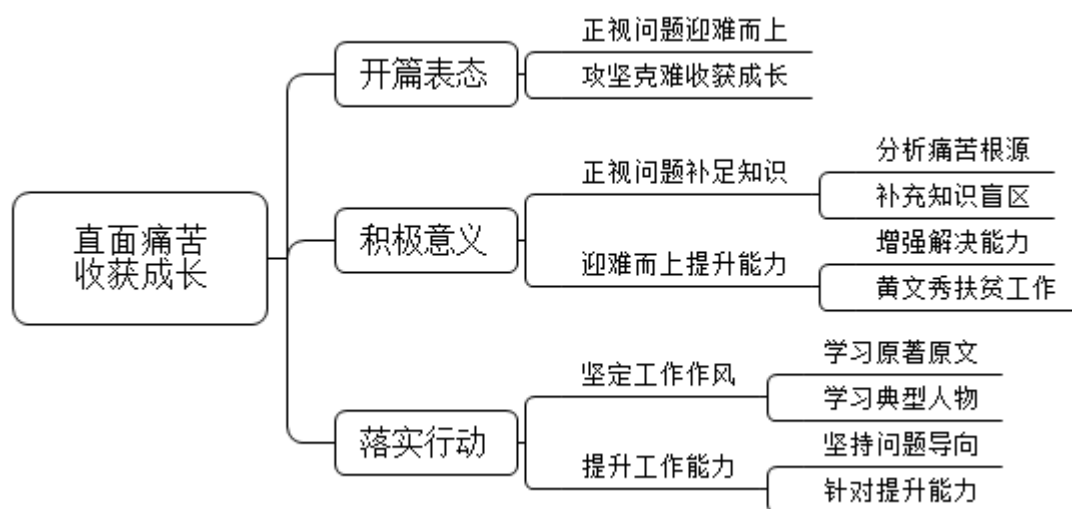 直面痛苦
收获成长
开篇表态
正视问题迎难而上
攻坚克难收获成长
积极意义
正视问题补足知识
分析痛苦根源
补充知识盲区
迎难而上提升能力
增强解决能力
黄文秀扶贫工作
落实行动
坚定工作作风
学习原著原文
学习典型人物
提升工作能力
坚持问题导向
针对提升能力